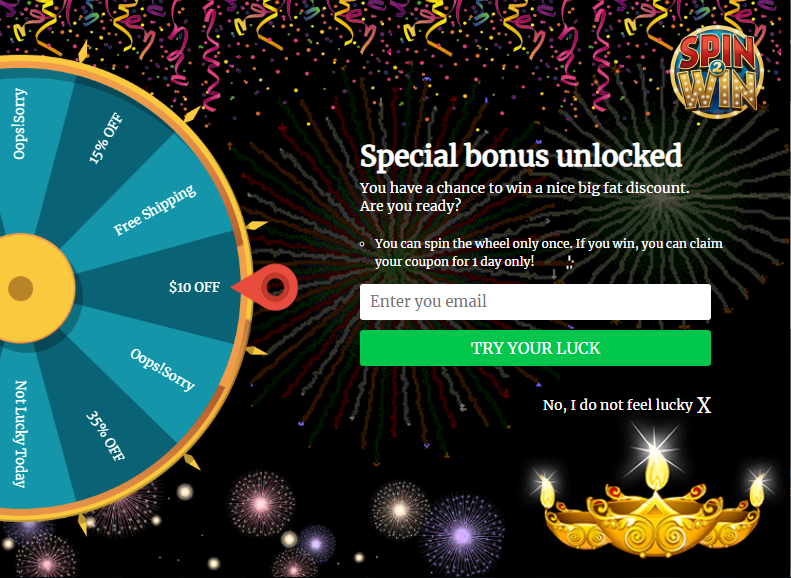 SPIN
2
WIN
Oops!Sorry
15% OFF
Free Shipping
$10 OFF
Oops!Sorry
35% OFF
Not Lucky Today
Special bonus unlocked
You have a chance to win a nice big fat discount.
Are you ready?
You can spin the wheel only once. If you win, you can claim
your coupon for 1 day only!
Enter you email
TRY YOUR LUCK
No, I do not feel lucky X